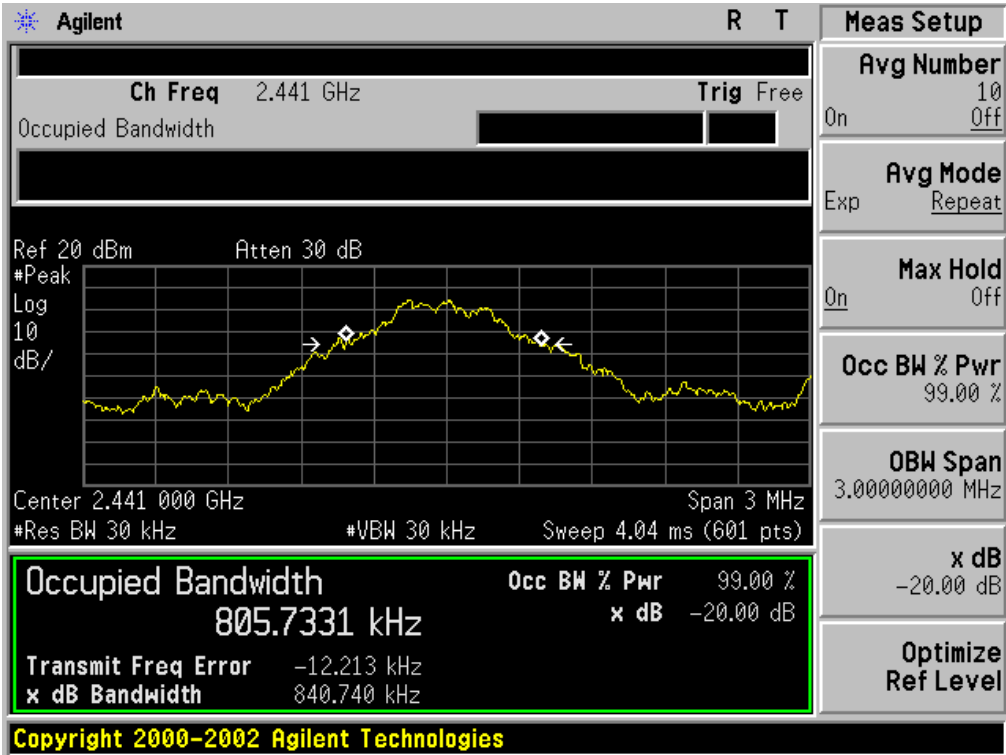 Agilent R T
Ch Freq 2.441 GHz Trig Free
Occupied Bandwidth
Ref 20 dBm Atten 30 dB
#Peak
Log
10
dB/
Center 2.441 000 GHz Span 3 MHz
#Res BW 30 kHz #VBW 30 kHz Sweep 4.04 ms (601 pts)
Occupied Bandwidth Occ BW % Pwr 99.00 %
805.7331 kHz x dB -20.00 dB
Transmit Freq Error -12.213 kHz
x dB Bandwidth 840.740 kHz
Copyright 2000-2002 Agilent Technologies
Meas Setup
Avg Number
10
On Off
Avg Mode
Exp Repeat
Max Hold
On Off
Occ BW % Pwr
99.00 %
OBW Span
3.00000000 MHz
x dB
-20.00 dB
Optimize
Ref Level